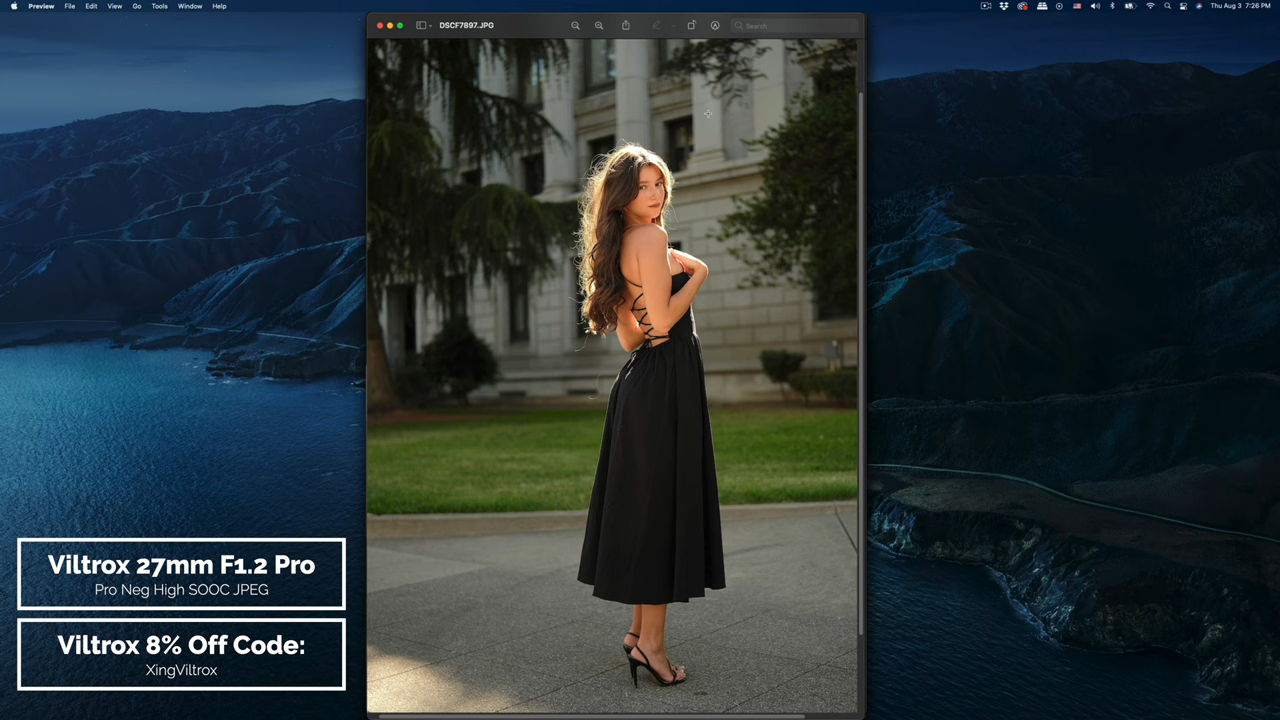 Preview File Edit View Go Tools Window Help
Thu Aug 3 7:26 PM
DSCF7897.JPG
Search
Viltrox 27mm F1.2 Pro
Pro Neg High SOOC JPEG
Viltrox 8% Off Code:
XingViltrox